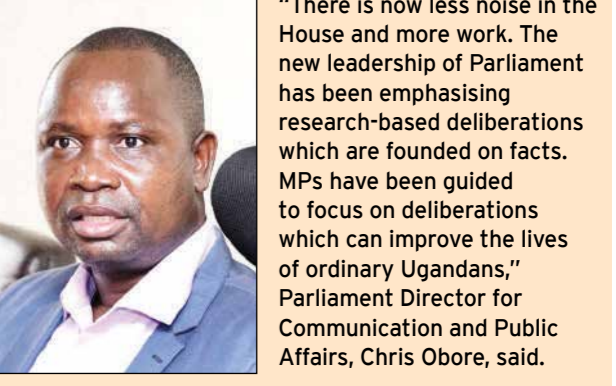 "There is now less noise in the
House and more work. The
new leadership of Parliament
has been emphasising
research-based deliberations
which are founded on facts.
MPs have been guided
to focus on deliberations
which can improve the lives
of ordinary Ugandans,"
Parliament Director for
Communication and Public
Affairs, Chris Obore, said.